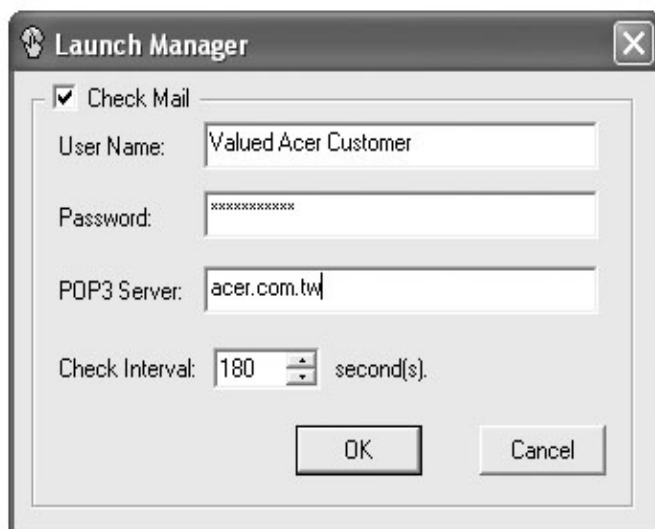 Launch Manager
Check Mail
User Name: Valued Acer Customer
Password: xxxxxxxxxxx
POP3 Server: acer.com.tw
Check Interval: 180 second(s).
OK Cancel